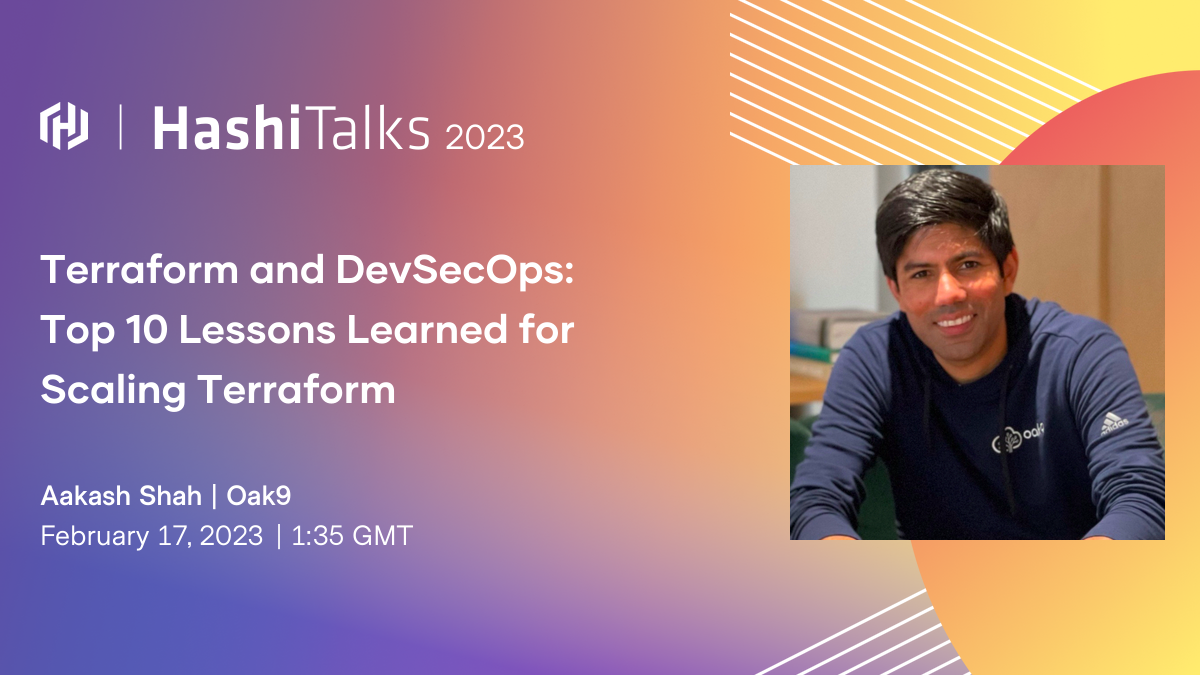 HashiTalks 2023
Terraform and DevSecOps:
Top 10 Lessons Learned for
Scaling Terraform
Aakash Shah | Oak9
February 17, 2023 | 1:35 GMT
adidas